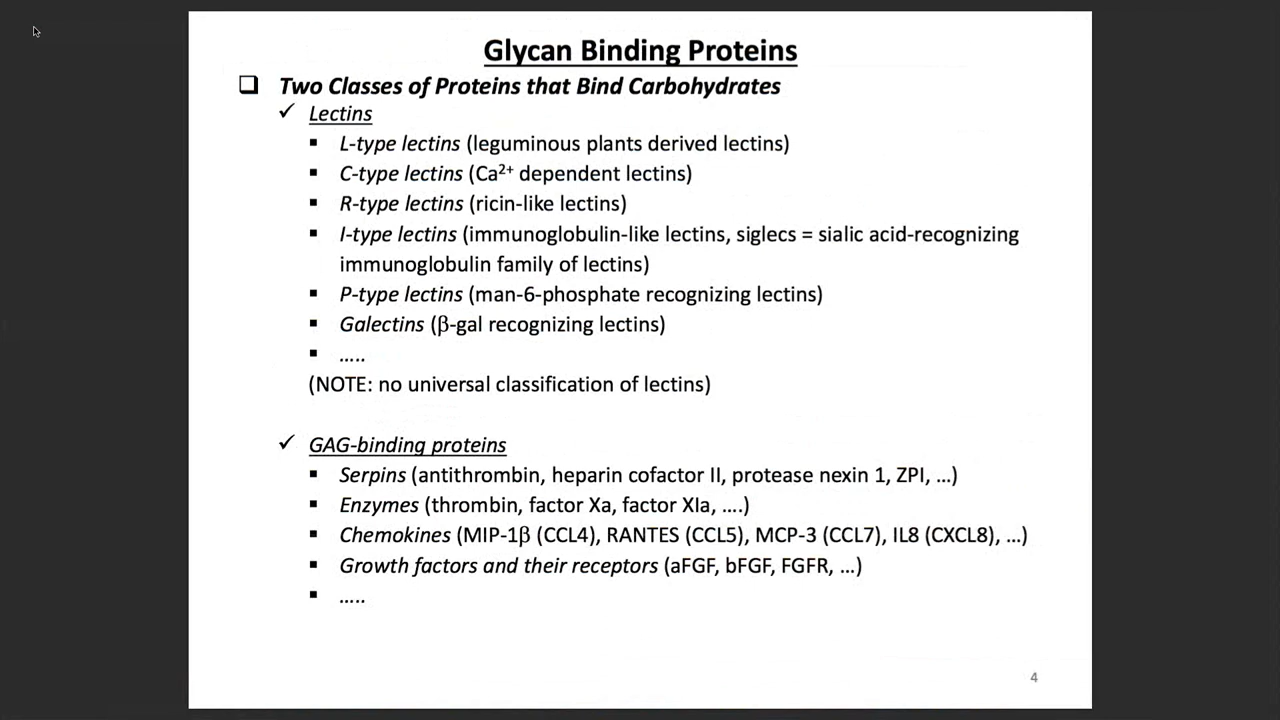 Glycan Binding Proteins
❑ Two Classes of Proteins that Bind Carbohydrates
✓ Lectins
▪ L-type lectins (leguminous plants derived lectins)
▪ C-type lectins (Ca²⁺ dependent lectins)
▪ R-type lectins (ricin-like lectins)
▪ I-type lectins (immunoglobulin-like lectins, siglecs = sialic acid-recognizing
immunoglobulin family of lectins)
▪ P-type lectins (man-6-phosphate recognizing lectins)
▪ Galectins (β-gal recognizing lectins)
▪ …..
(NOTE: no universal classification of lectins)
✓ GAG-binding proteins
▪ Serpins (antithrombin, heparin cofactor II, protease nexin 1, ZPI, …)
▪ Enzymes (thrombin, factor Xa, factor XIa, ….)
▪ Chemokines (MIP-1β (CCL4), RANTES (CCL5), MCP-3 (CCL7), IL8 (CXCL8), …)
▪ Growth factors and their receptors (aFGF, bFGF, FGFR, …)
▪ …..
4